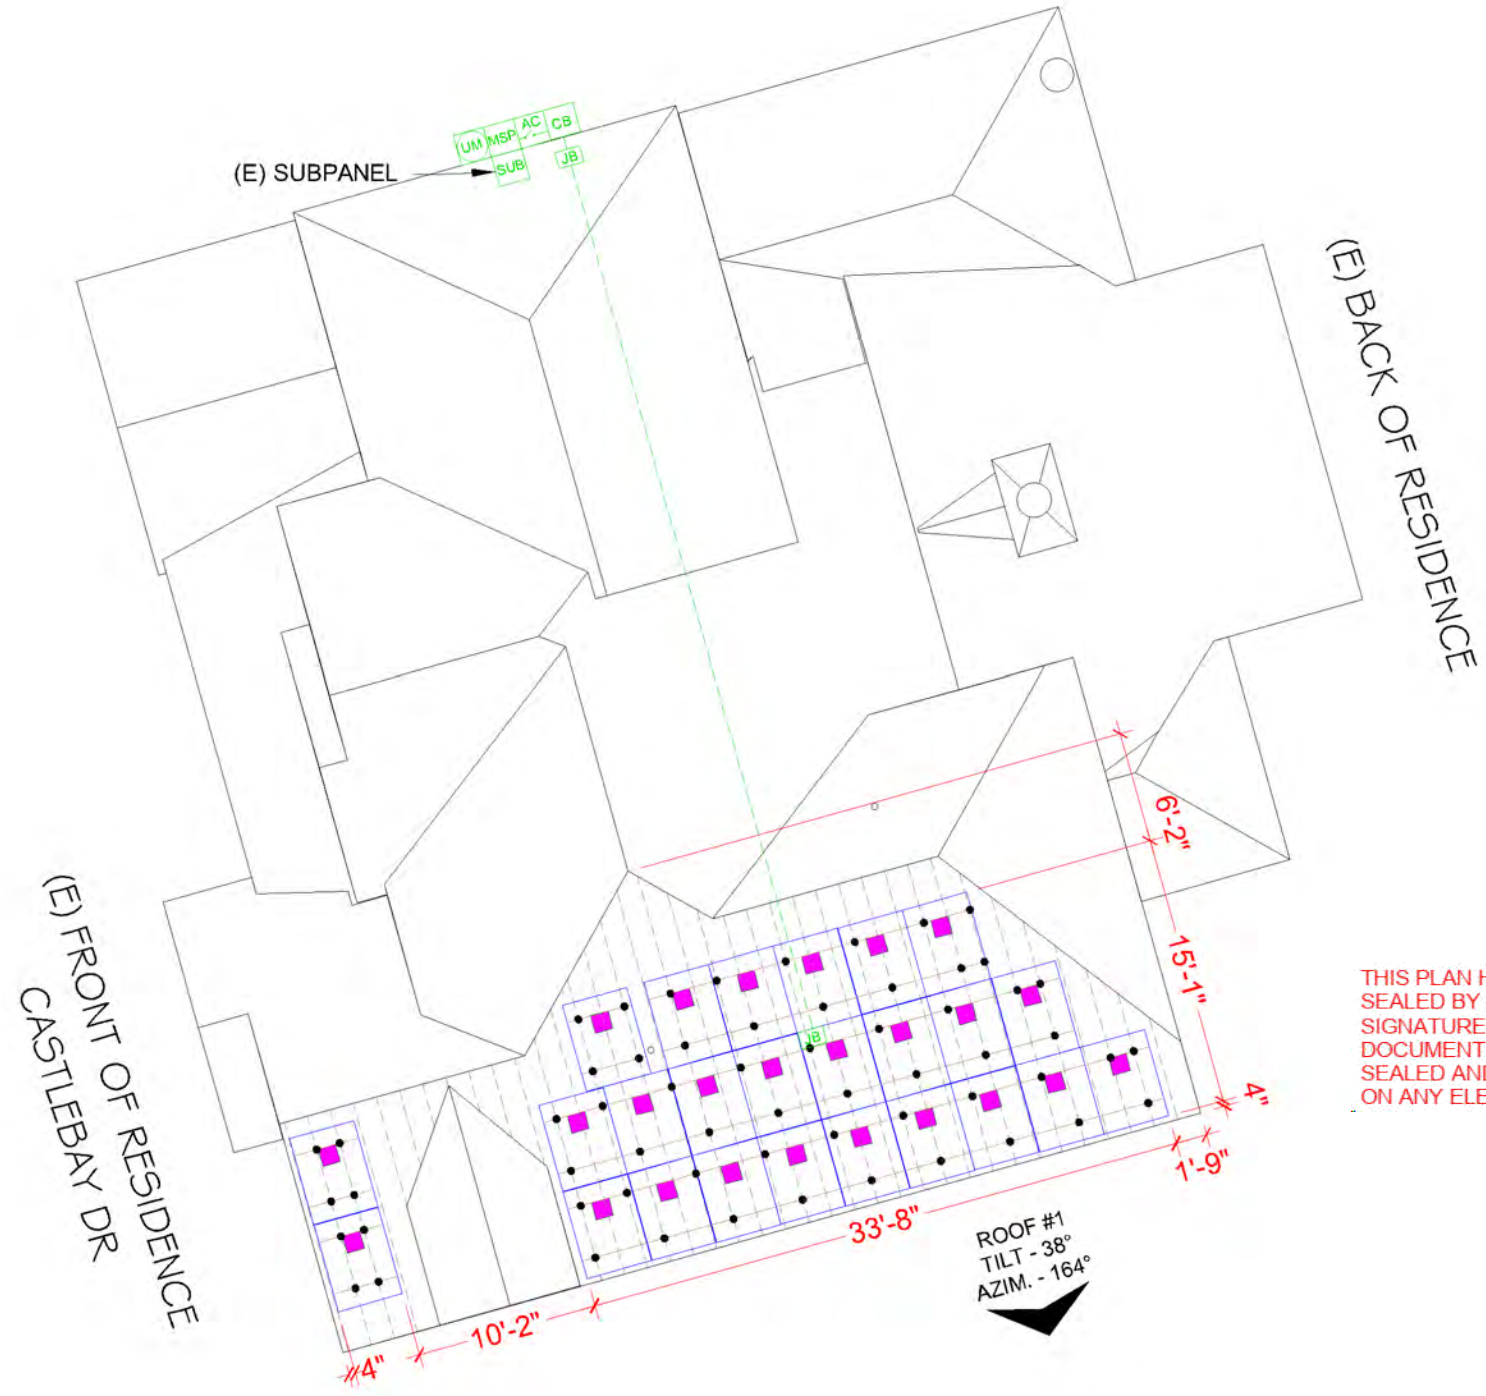 UM MSP AC CB
(E) SUBPANEL
SUB
JB
(E) BACK OF RESIDENCE
6'-2"
15'-1"
(E) FRONT OF RESIDENCE
CASTLEBAY DR
THIS PLAN H
SEALED BY
SIGNATURE
DOCUMENT
SEALED AND
ON ANY ELE
JB
4"
1'-9"
33'-8"
10'-2"
4"
ROOF #1
TILT - 38°
AZIM. - 164°